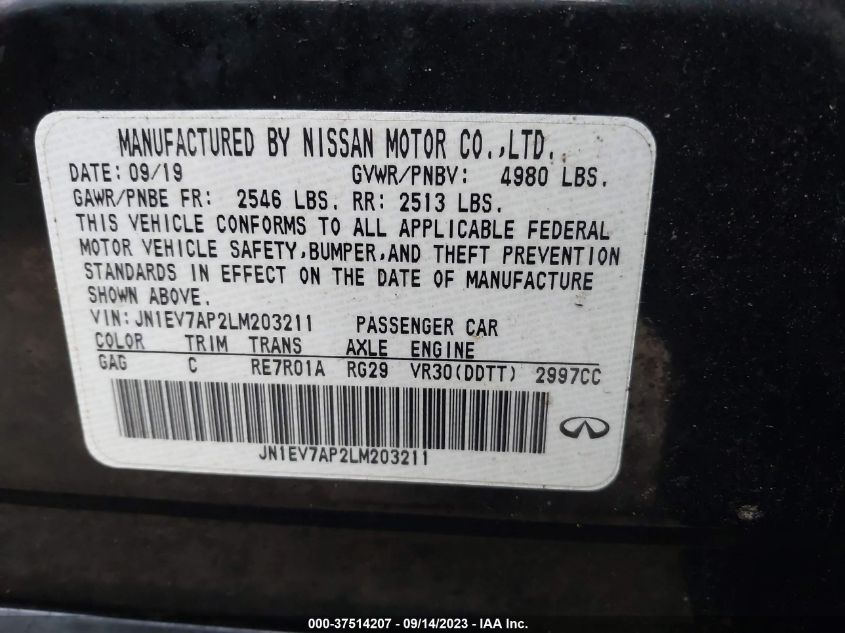 MANUFACTURED BY NISSAN MOTOR CO.,LTD.
DATE: 09/19 GVWR/PNBV: 4980 LBS.
GAWR/PNBE FR: 2546 LBS. RR: 2513 LBS.
THIS VEHICLE CONFORMS TO ALL APPLICABLE FEDERAL
MOTOR VEHICLE SAFETY,BUMPER,AND THEFT PREVENTION
STANDARDS IN EFFECT ON THE DATE OF MANUFACTURE
SHOWN ABOVE.
VIN: JN1EV7AP2LM203211 PASSENGER CAR
COLOR TRIM TRANS AXLE ENGINE
GAG C RE7R01A RG29 VR30(DDTT) 2997CC
JN1EV7AP2LM203211
000-37514207 - 09/14/2023 - IAA Inc.